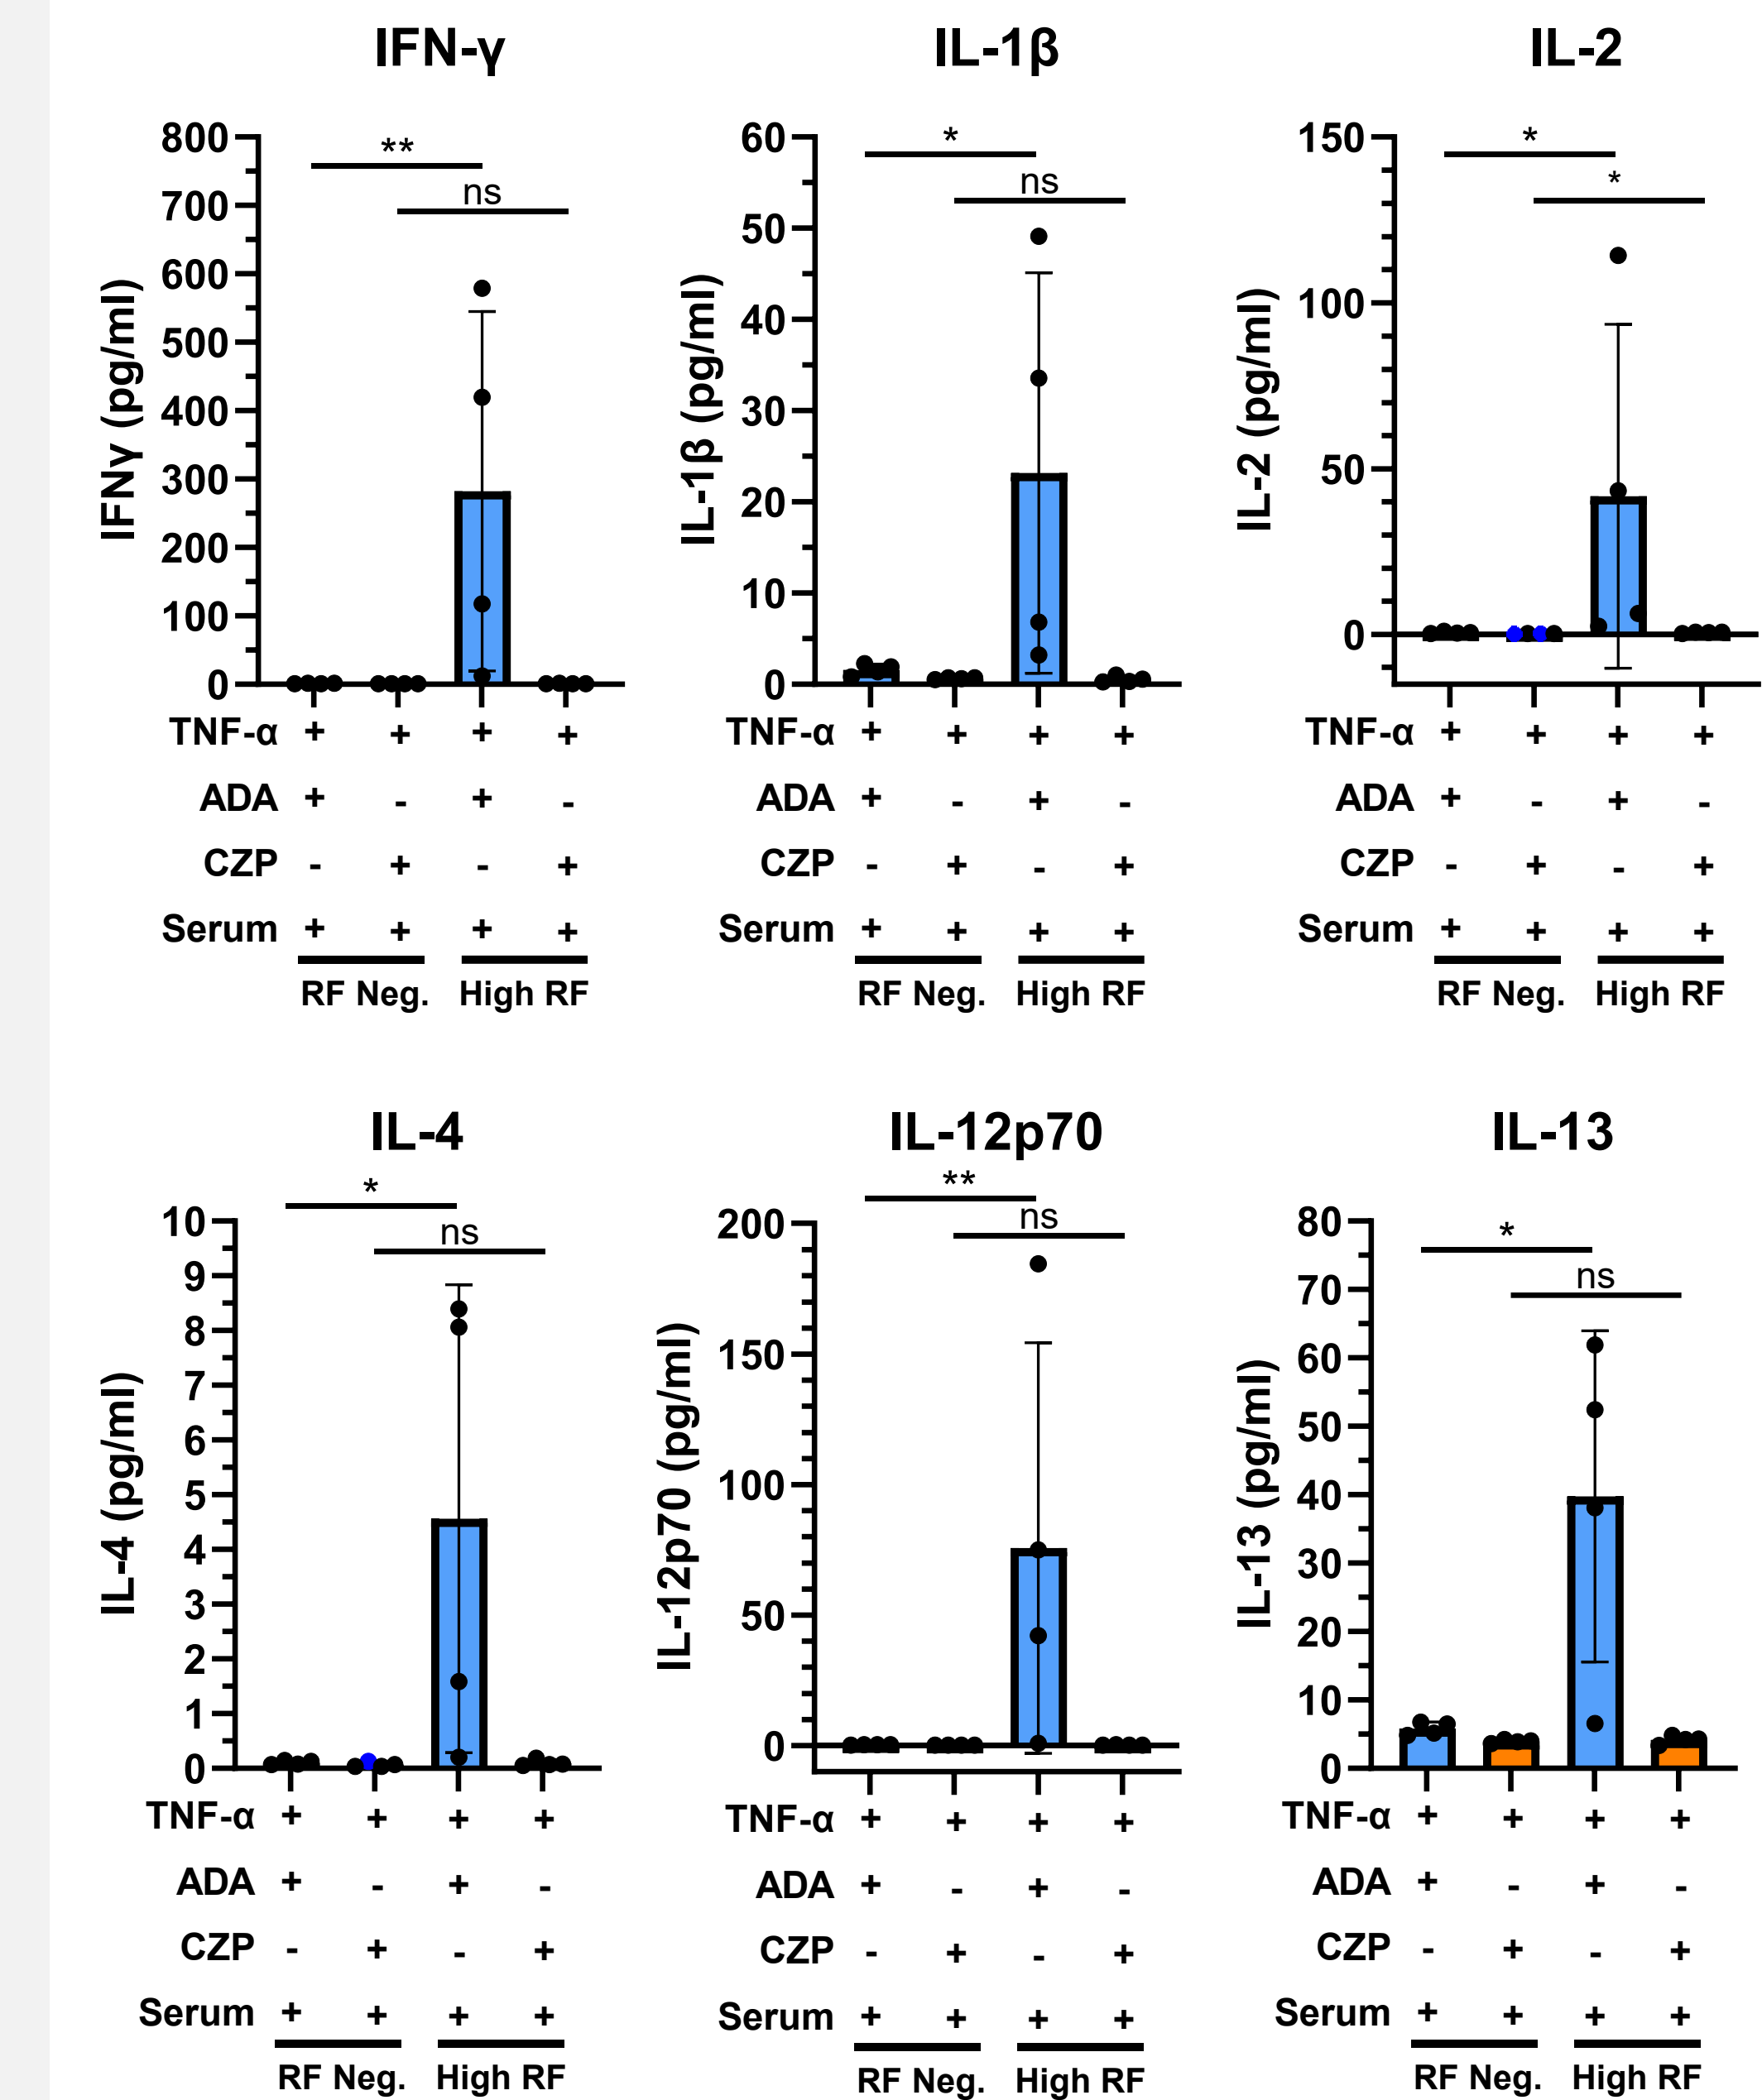 IFN-γ
**
ns
IFNγ (pg/ml)
800
700
600
500
400
300
200
100
0
TNF-α + + + +
ADA + - + -
CZP - + - +
Serum + + + +
RF Neg. High RF
IL-1β
*
ns
IL-1β (pg/ml)
60
50
40
30
20
10
0
TNF-α + + + +
ADA + - + -
CZP - + - +
Serum + + + +
RF Neg. High RF
IL-2
*
*
IL-2 (pg/ml)
150
100
50
0
TNF-α + + + +
ADA + - + -
CZP - + - +
Serum + + + +
RF Neg. High RF
IL-4
*
ns
IL-4 (pg/ml)
10
9
8
7
6
5
4
3
2
1
0
TNF-α + + + +
ADA + - + -
CZP - + - +
Serum + + + +
RF Neg. High RF
IL-12p70
**
ns
IL-12p70 (pg/ml)
200
150
100
50
0
TNF-α + + + +
ADA + - + -
CZP - + - +
Serum + + + +
RF Neg. High RF
IL-13
*
ns
IL-13 (pg/ml)
80
70
60
50
40
30
20
10
0
TNF-α + + + +
ADA + - + -
CZP - + - +
Serum + + + +
RF Neg. High RF